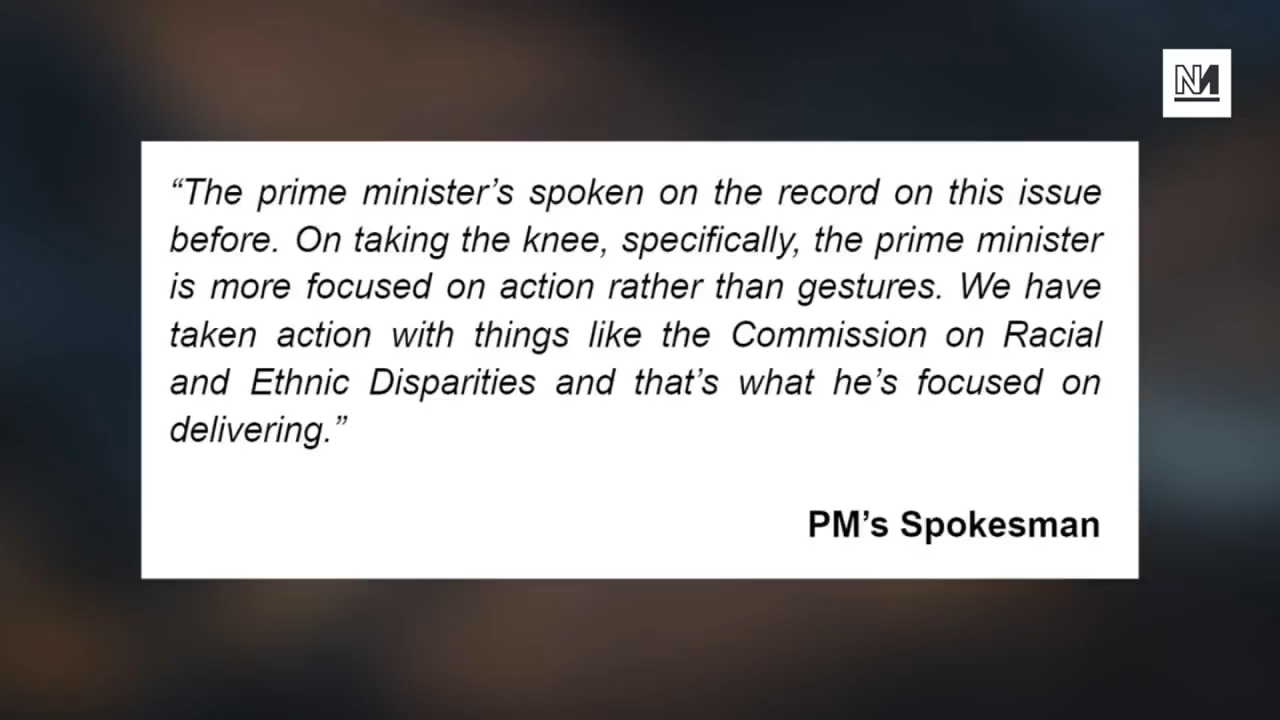 NM
“The prime minister’s spoken on the record on this issue
before. On taking the knee, specifically, the prime minister
is more focused on action rather than gestures. We have
taken action with things like the Commission on Racial
and Ethnic Disparities and that’s what he’s focused on
delivering.”
PM’s Spokesman